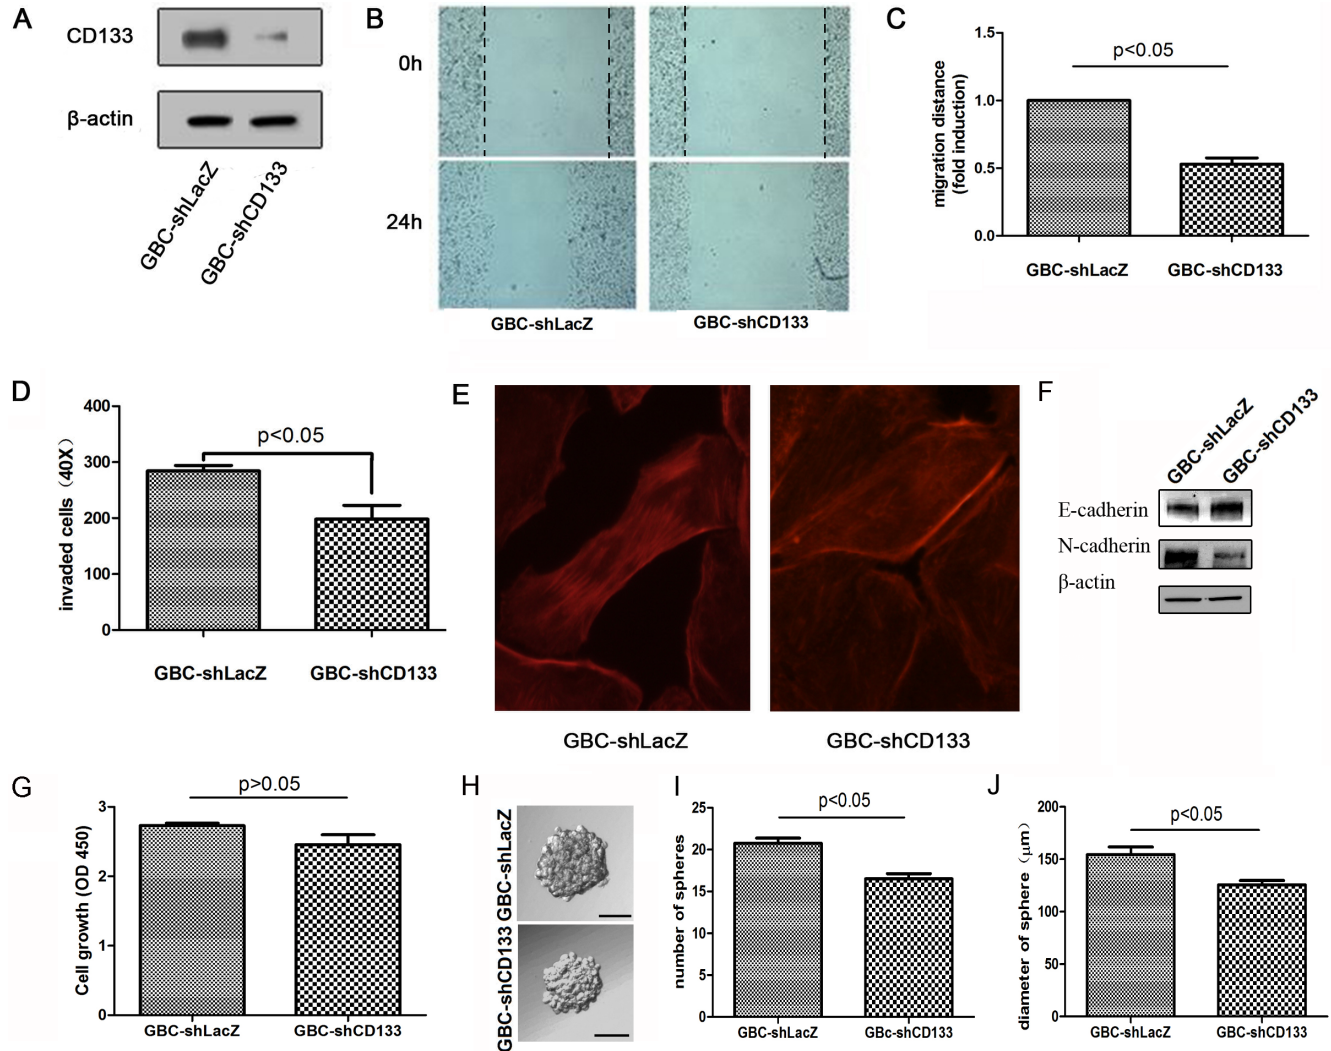 A
CD133
β-actin
GBC-shLacZ
GBC-shCD133
B
0h
24h
GBC-shLacZ
GBC-shCD133
C
1.5
1.0
0.5
0.0
migration distance
(fold induction)
p<0.05
GBC-shLacZ
GBC-shCD133
D
400
300
200
100
0
invaded cells（40X）
p<0.05
GBC-shLacZ
GBC-shCD133
E
GBC-shLacZ
GBC-shCD133
F
GBC-shLacZ
GBC-shCD133
E-cadherin
N-cadherin
β-actin
G
3
2
1
0
Cell growth (OD 450)
p>0.05
GBC-shLacZ
GBC-shCD133
H
GBC-shLacZ
GBC-shCD133
I
25
20
15
10
5
0
number of spheres
p<0.05
GBC-shLacZ
GBc-shCD133
J
200
150
100
50
0
diameter of sphere（μm）
p<0.05
GBC-shLacZ
GBC-shCD133